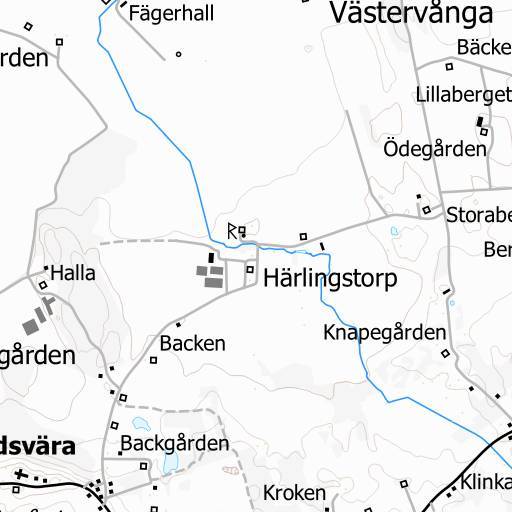 Fägerhall
Västervånga
rden
Bäcke
Lillaberget
Ödegården
Storabe
Ber
Halla
Härlingstorp
Knapegården
Backen
gården
Backgården
dsvära
Kroken
Klinka